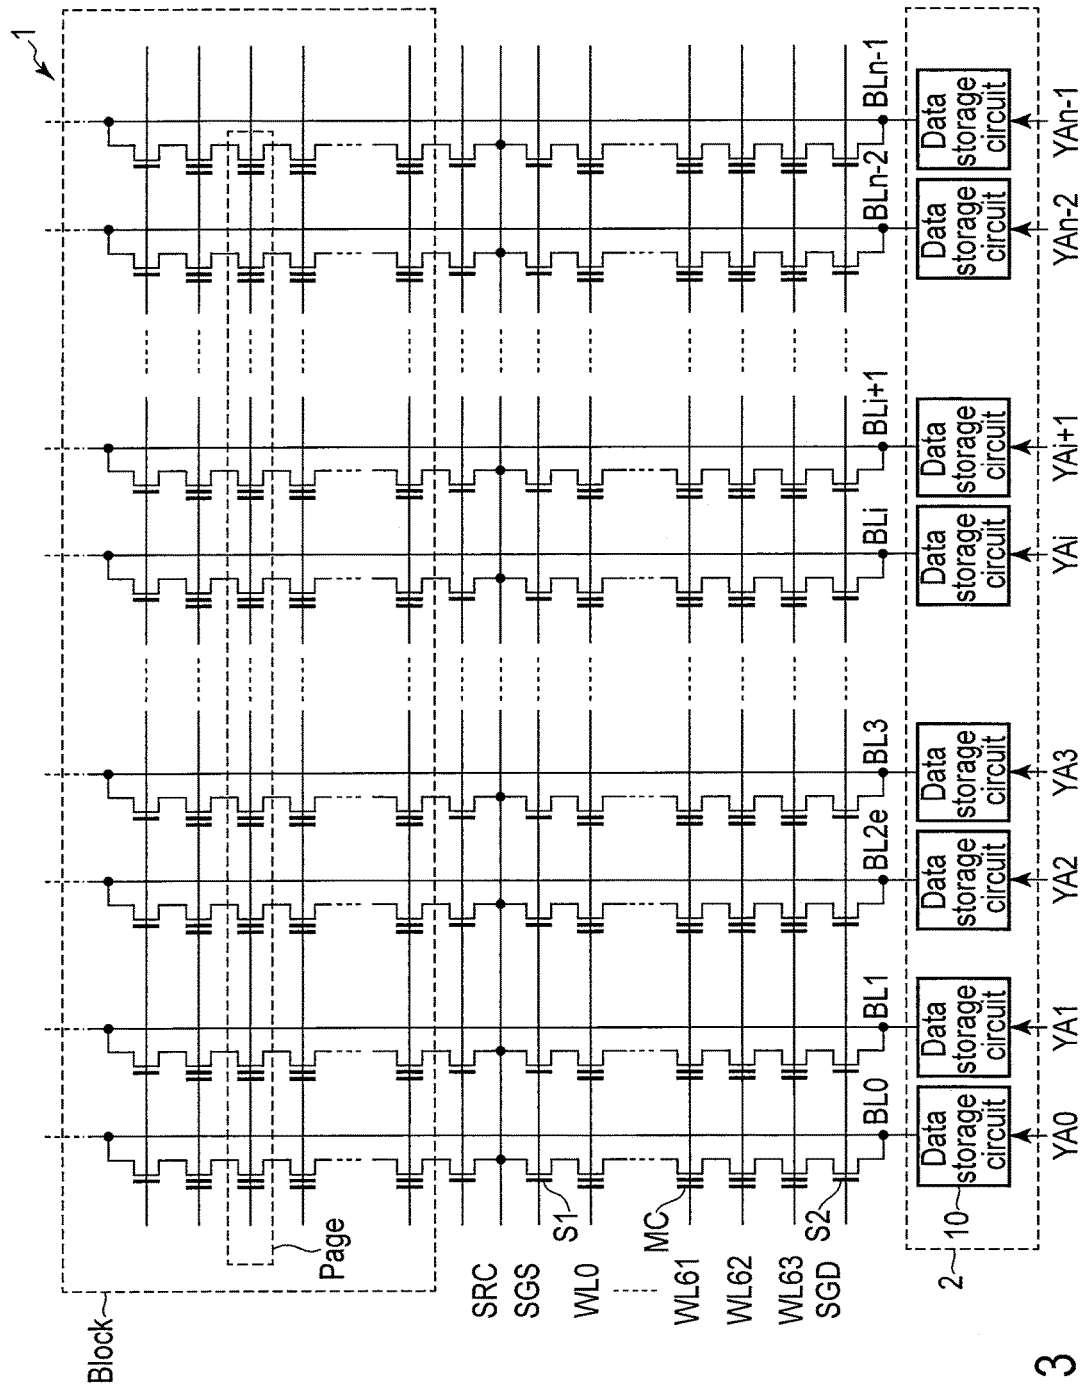 1
Block
Page
SRC
SGS
S1
WL0
MC
WL61
WL62
WL63
S2
SGD
BL0
BL1
BL2e
BL3
BLi
BLi+1
BLn-2
BLn-1
2
10
Data
storage
circuit
Data
storage
circuit
Data
storage
circuit
Data
storage
circuit
Data
storage
circuit
Data
storage
circuit
Data
storage
circuit
Data
storage
circuit
YA0
YA1
YA2
YA3
YAi
YAi+1
YAn-2
YAn-1
3